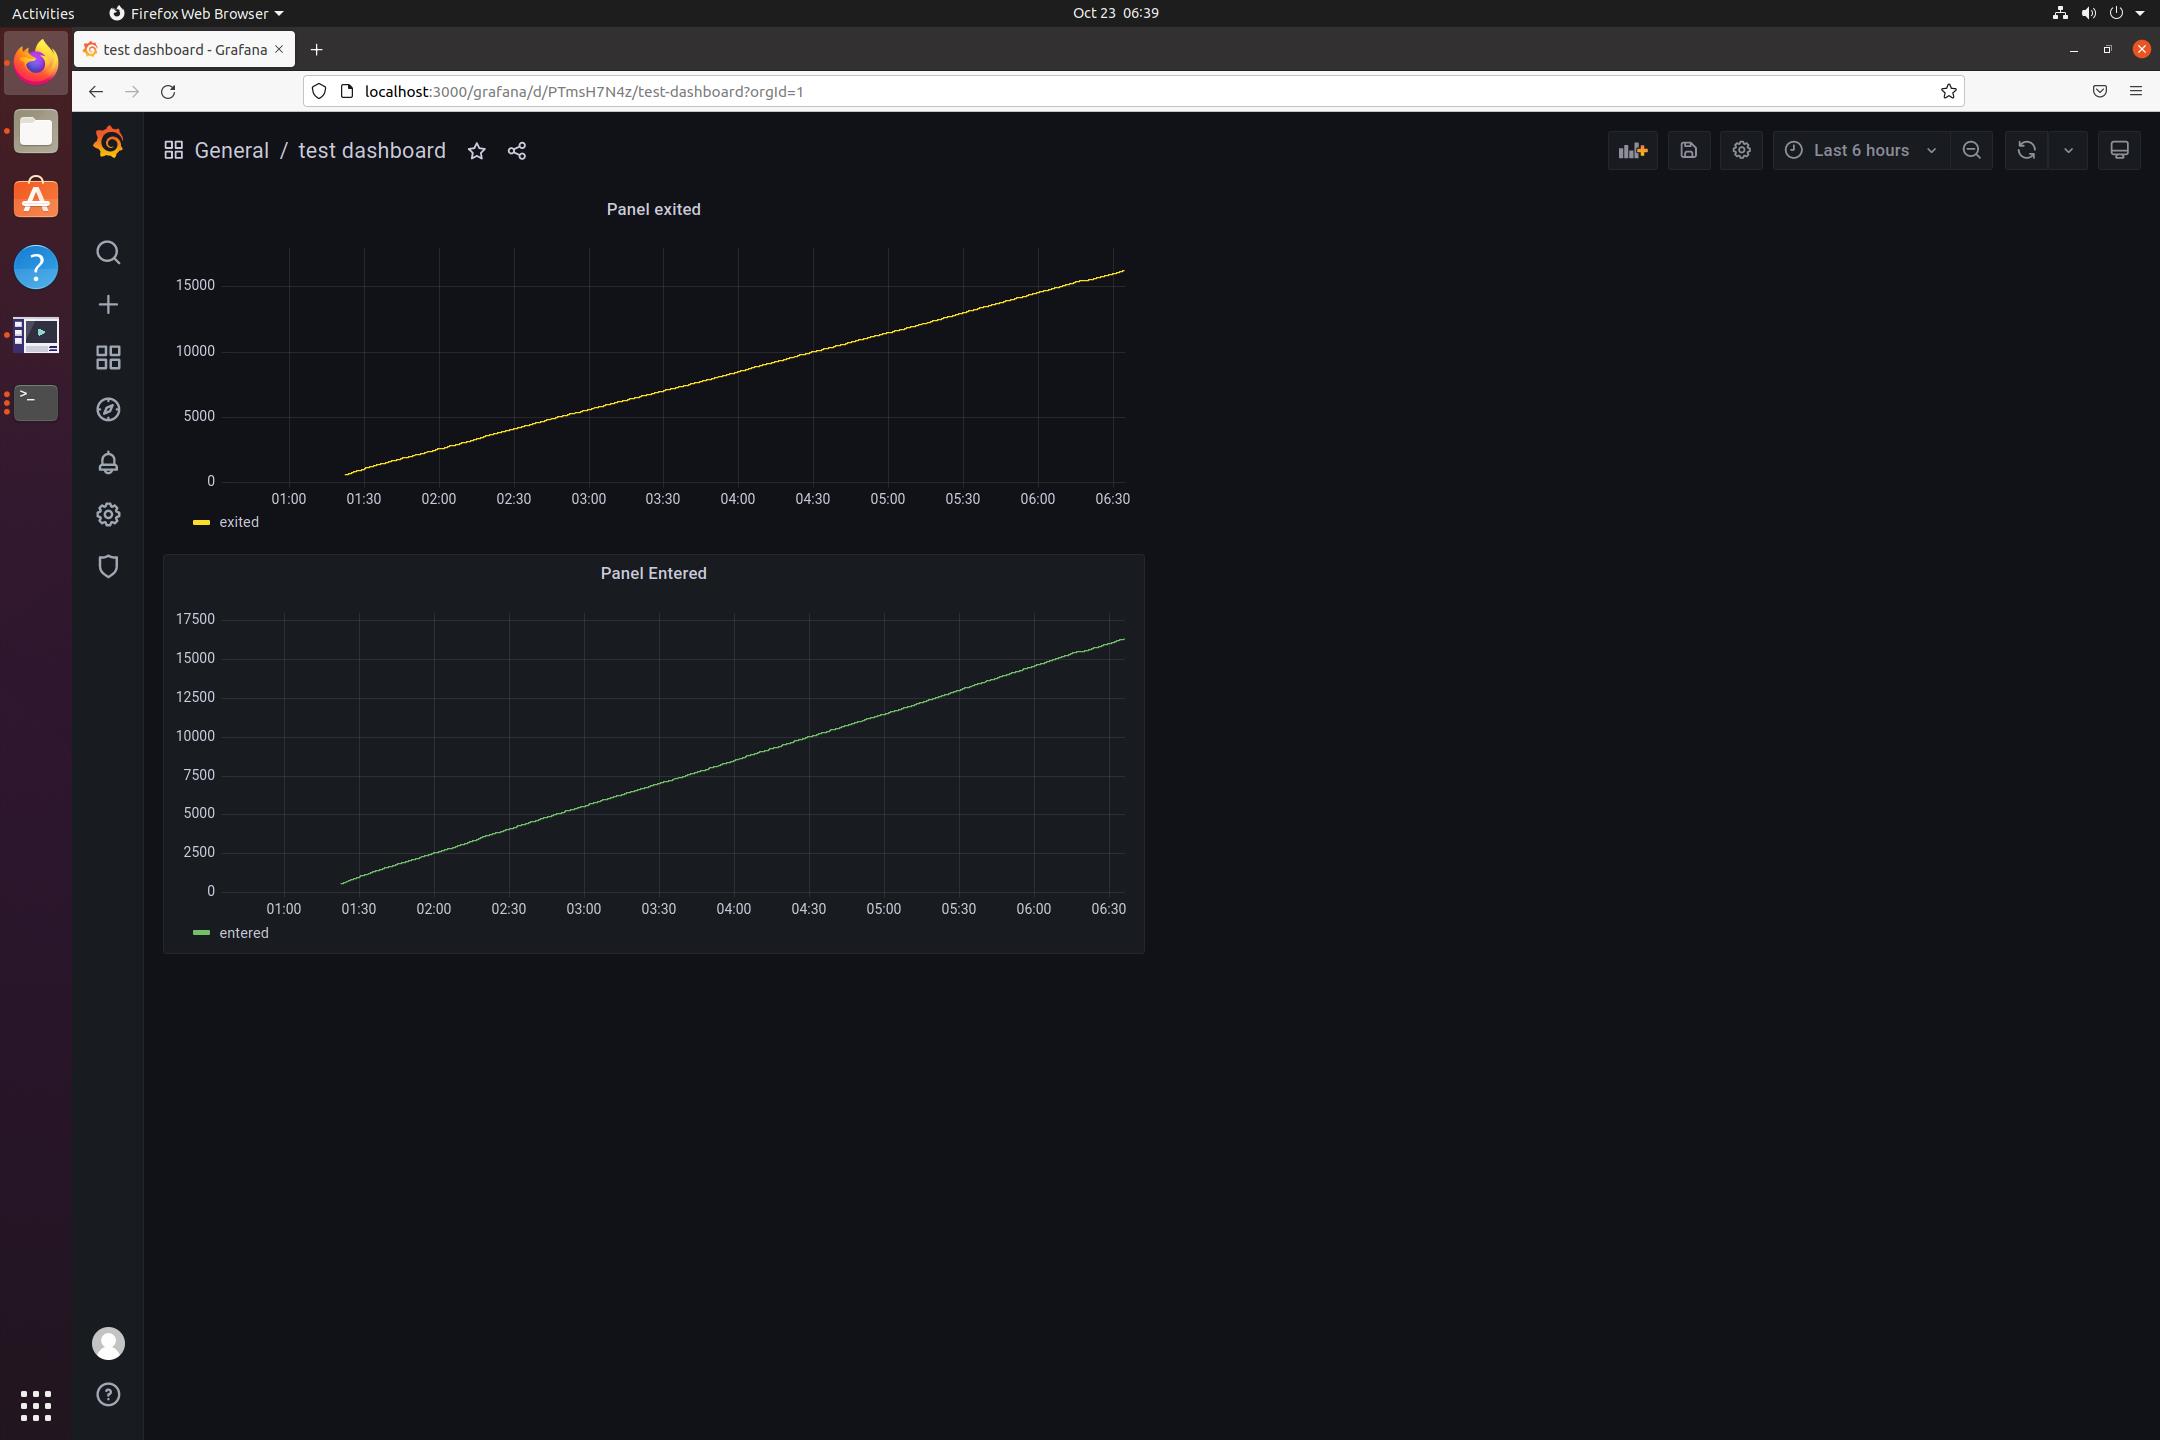 Activities Firefox Web Browser Oct 23 06:39
test dashboard - Grafana
localhost:3000/grafana/d/PTmsH7N4z/test-dashboard?orgId=1
General / test dashboard Last 6 hours
Panel exited
15000
10000
5000
0
01:00 01:30 02:00 02:30 03:00 03:30 04:00 04:30 05:00 05:30 06:00 06:30
exited
Panel Entered
17500
15000
12500
10000
7500
5000
2500
0
01:00 01:30 02:00 02:30 03:00 03:30 04:00 04:30 05:00 05:30 06:00 06:30
entered